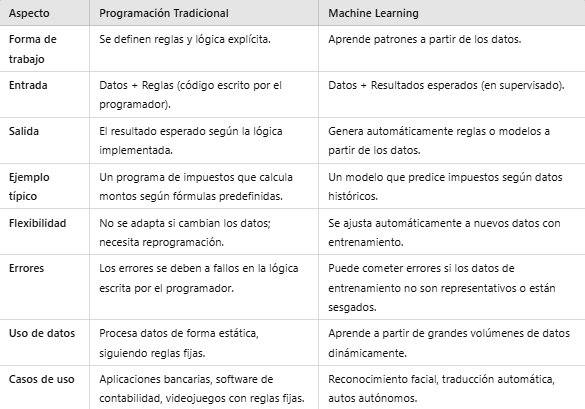 Aspecto Programación Tradicional Machine Learning
Forma de trabajo Se definen reglas y lógica explícita. Aprende patrones a partir de los datos.
Entrada Datos + Reglas (código escrito por el programador). Datos + Resultados esperados (en supervisado).
Salida El resultado esperado según la lógica implementada. Genera automáticamente reglas o modelos a partir de los datos.
Ejemplo típico Un programa de impuestos que calcula montos según fórmulas predefinidas. Un modelo que predice impuestos según datos históricos.
Flexibilidad No se adapta si cambian los datos; necesita reprogramación. Se ajusta automáticamente a nuevos datos con entrenamiento.
Errores Los errores se deben a fallos en la lógica escrita por el programador. Puede cometer errores si los datos de entrenamiento no son representativos o están sesgados.
Uso de datos Procesa datos de forma estática, siguiendo reglas fijas. Aprende a partir de grandes volúmenes de datos dinámicamente.
Casos de uso Aplicaciones bancarias, software de contabilidad, videojuegos con reglas fijas. Reconocimiento facial, traducción automática, autos autónomos.